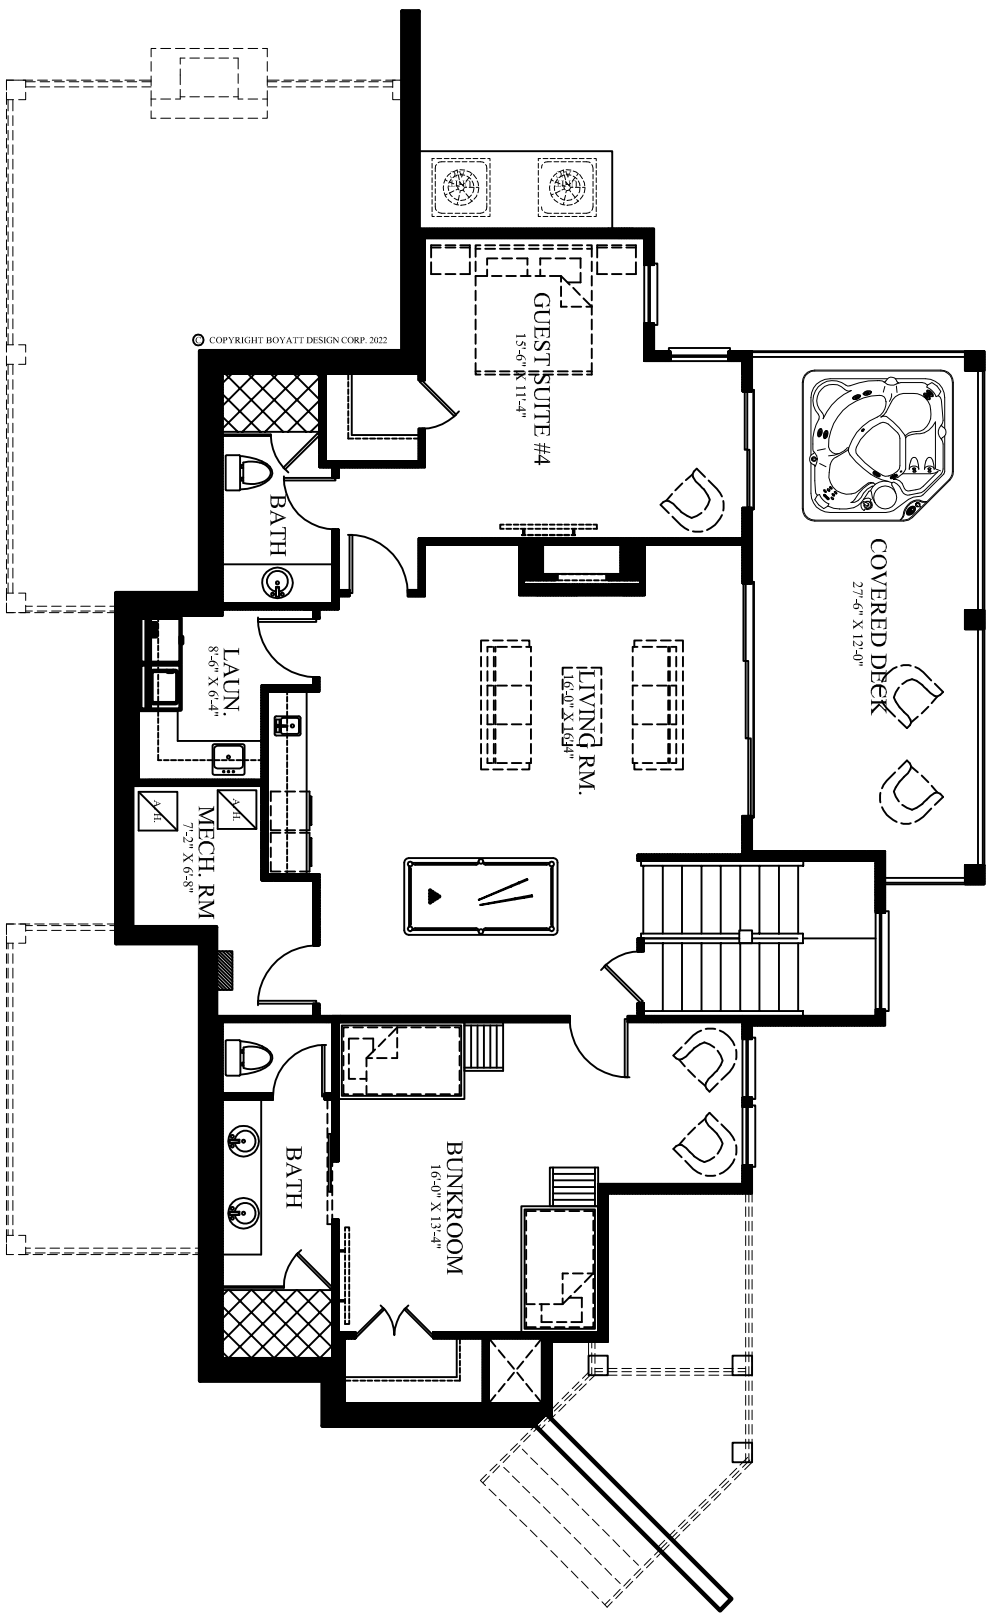 © COPYRIGHT BOYATT DESIGN CORP. 2022
GUEST SUITE #4
15'-6" X 11'-4"
BATH
COVERED DECK
27'-6" X 12'-0"
LAUN.
8'-6" X 6'-4"
LIVING RM.
16'-0" X 16'-4"
MECH. RM
7'-2" X 6'-8"
A.H.
A.H.
BUNKROOM
16'-0" X 13'-4"
BATH